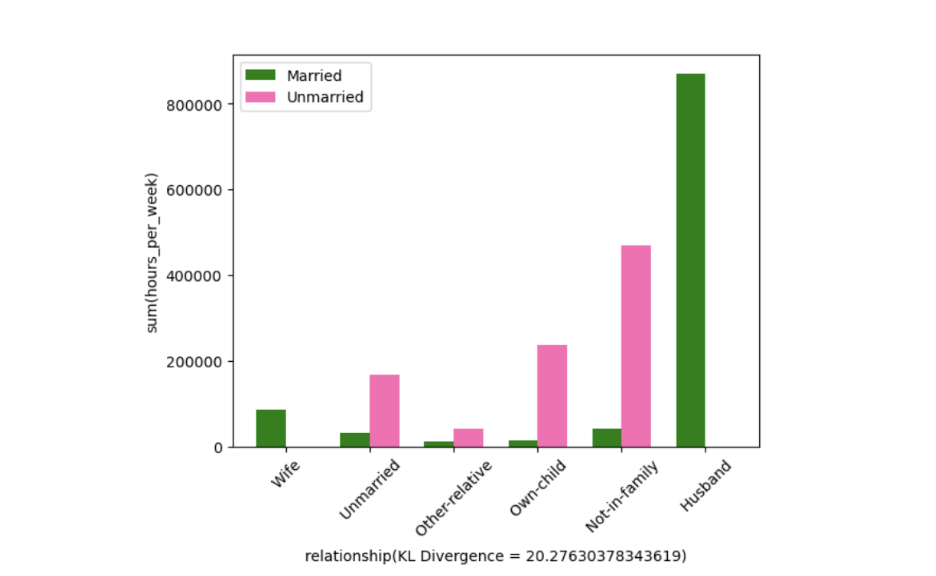 Married
Unmarried
800000
600000
400000
200000
0
sum(hours_per_week)
Wife
Unmarried
Other-relative
Own-child
Not-in-family
Husband
relationship(KL Divergence = 20.27630378343619)